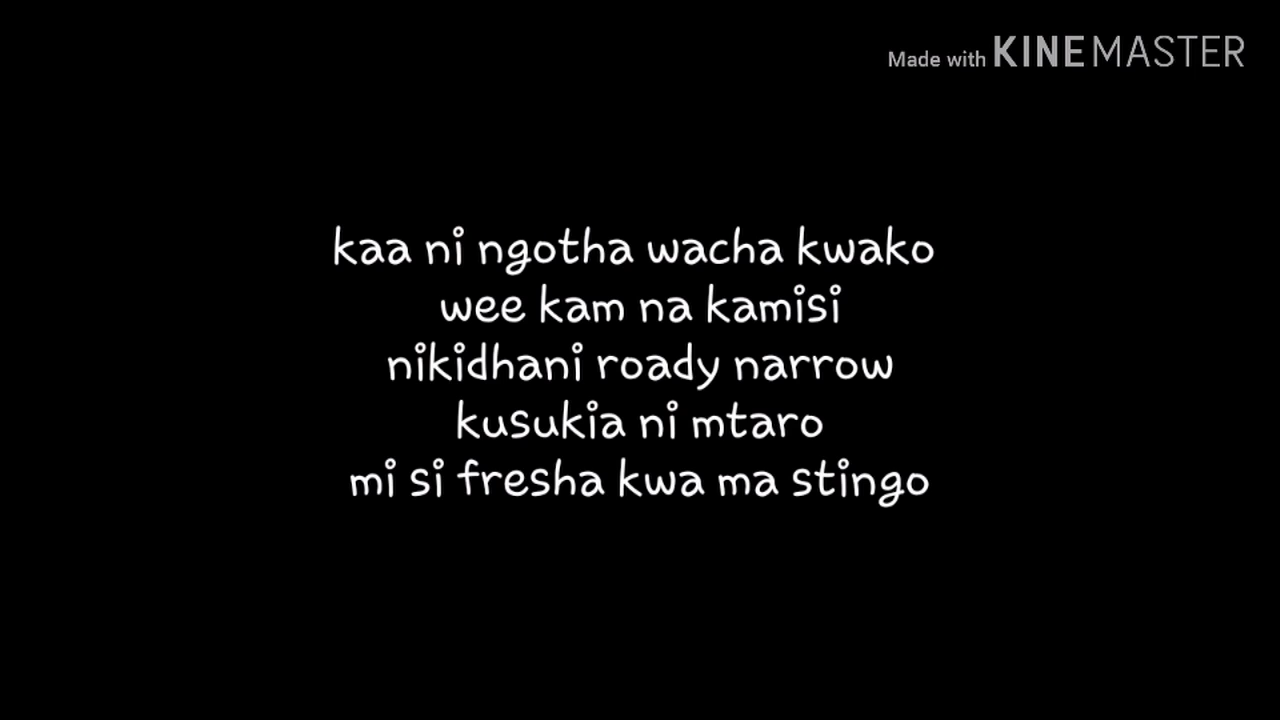 Made with KINEMASTER
kaa ni ngotha wacha kwako
wee kam na kamisi
nikidhani roady narrow
kusukia ni mtaro
mi si fresha kwa ma stingo